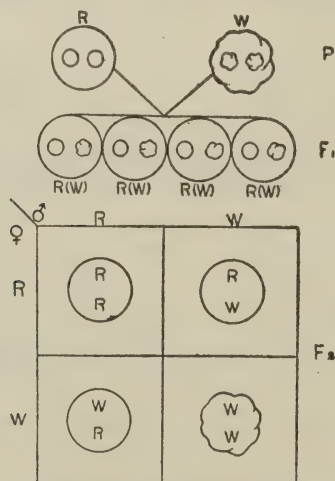 R W P
F₁
R(W) R(W) R(W) R(W)
♂ R W
♀
R R R
R W
F₂
W W W
R W